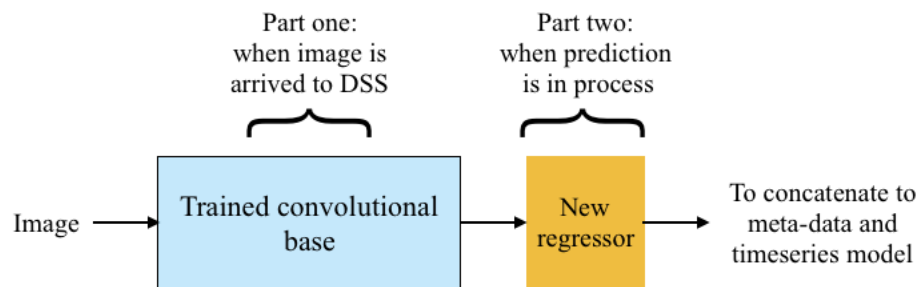 Part one:
when image is
arrived to DSS
Part two:
when prediction
is in process
Image
Trained convolutional
base
New
regressor
To concatenate to
meta-data and
timeseries model